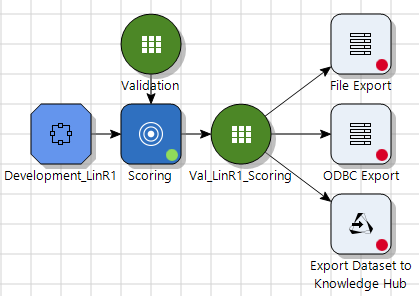 Validation
File Export
Development_LinR1
Scoring
Val_LinR1_Scoring
ODBC Export
Export Dataset to
Knowledge Hub